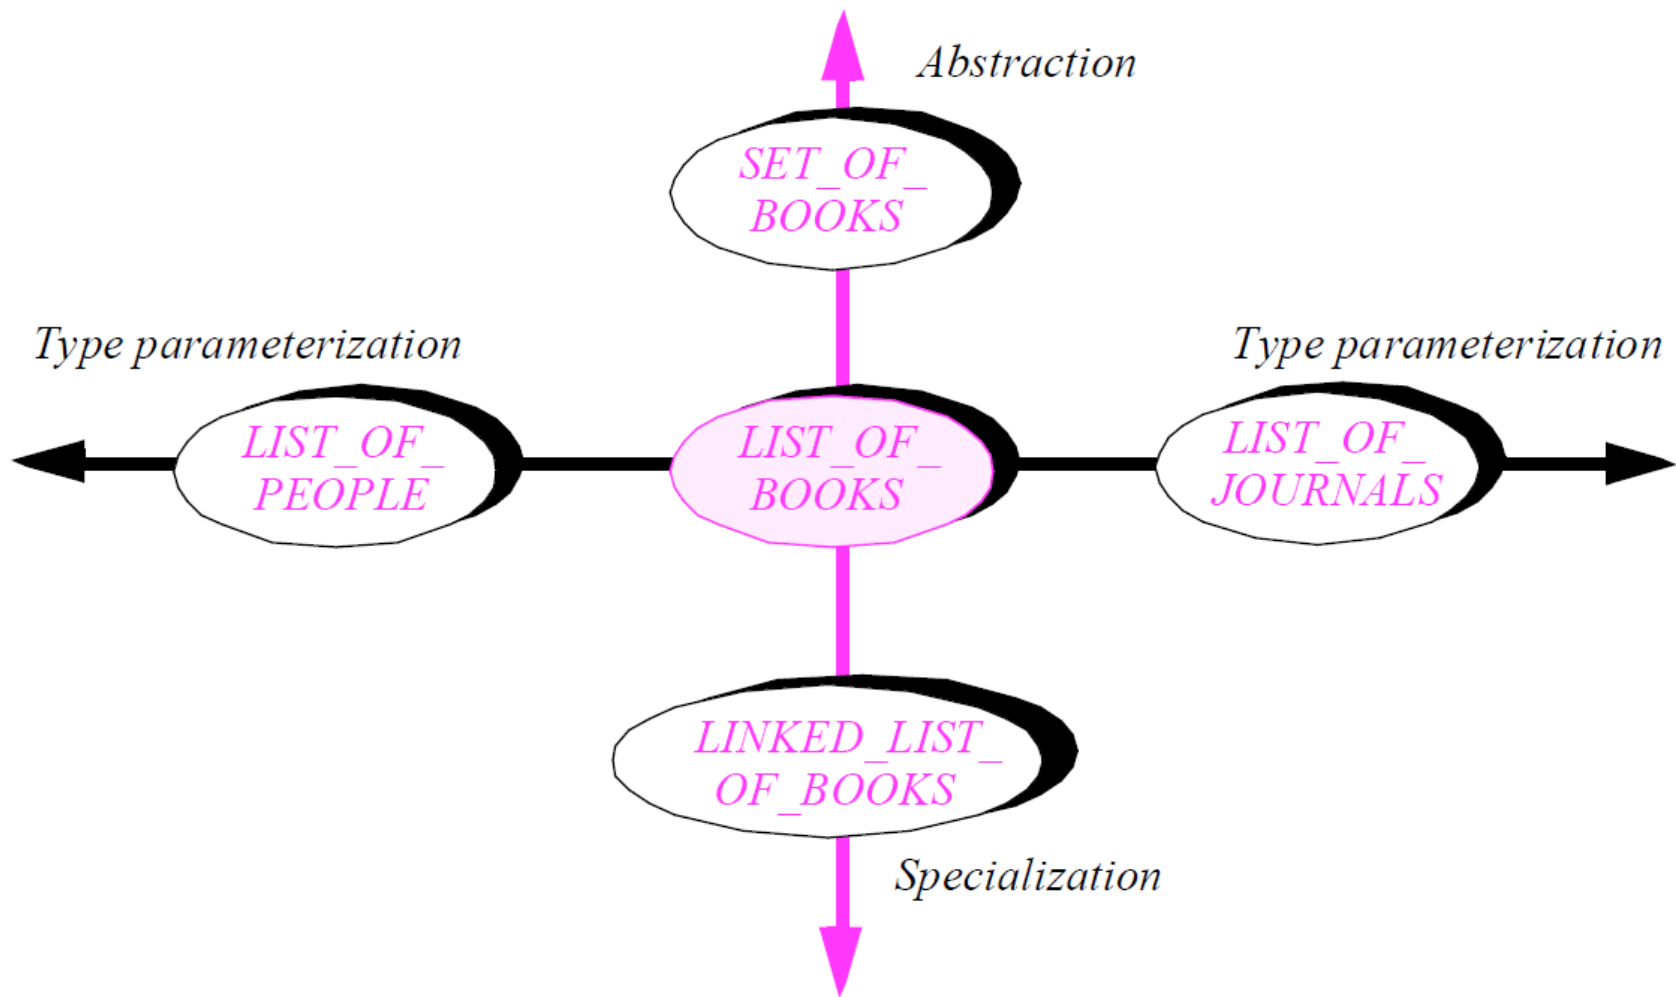 Abstraction
SET_OF_
BOOKS
Type parameterization
Type parameterization
LIST_OF_
PEOPLE
LIST_OF_
BOOKS
LIST_OF_
JOURNALS
LINKED_LIST_
OF_BOOKS
Specialization